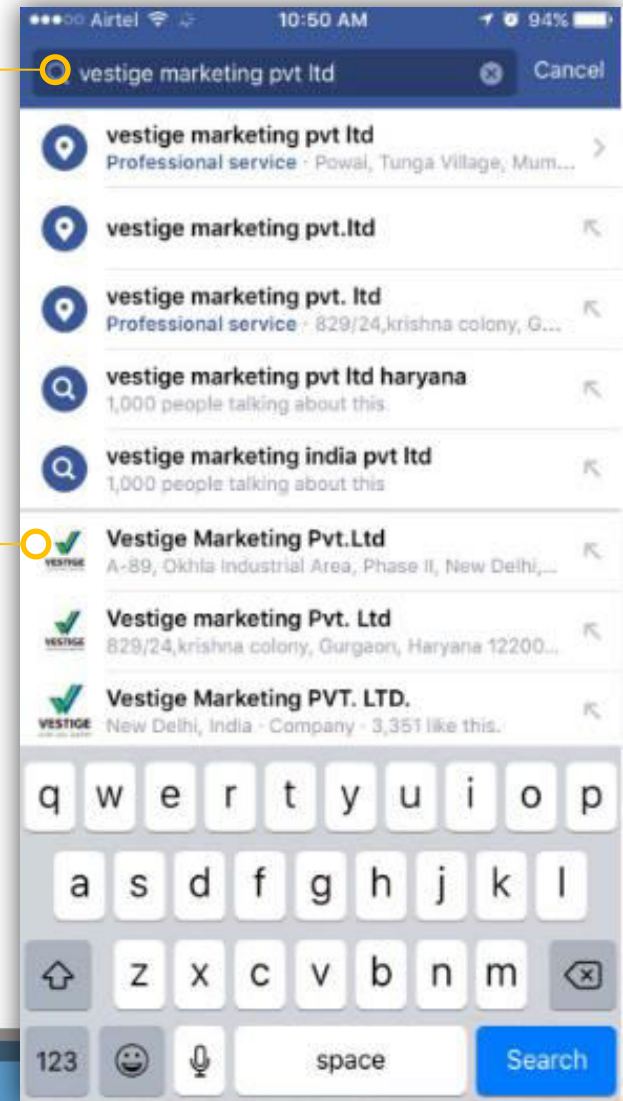 Airtel 10:50 AM 94%
vestige marketing pvt ltd Cancel
vestige marketing pvt ltd
Professional service · Powai, Tunga Village, Mum...
vestige marketing pvt.ltd
vestige marketing pvt. ltd
Professional service · 829/24,krishna colony, G...
vestige marketing pvt ltd haryana
1,000 people talking about this
vestige marketing india pvt ltd
1,000 people talking about this
VESTIGE
Vestige Marketing Pvt.Ltd
A-89, Okhla Industrial Area, Phase II, New Delhi,...
VESTIGE
Vestige marketing Pvt. Ltd
829/24,krishna colony, Gurgaon, Haryana 12200...
VESTIGE
Vestige Marketing PVT. LTD.
New Delhi, India · Company · 3,351 like this.
q w e r t y u i o p
a s d f g h j k l
z x c v b n m
123 space Search